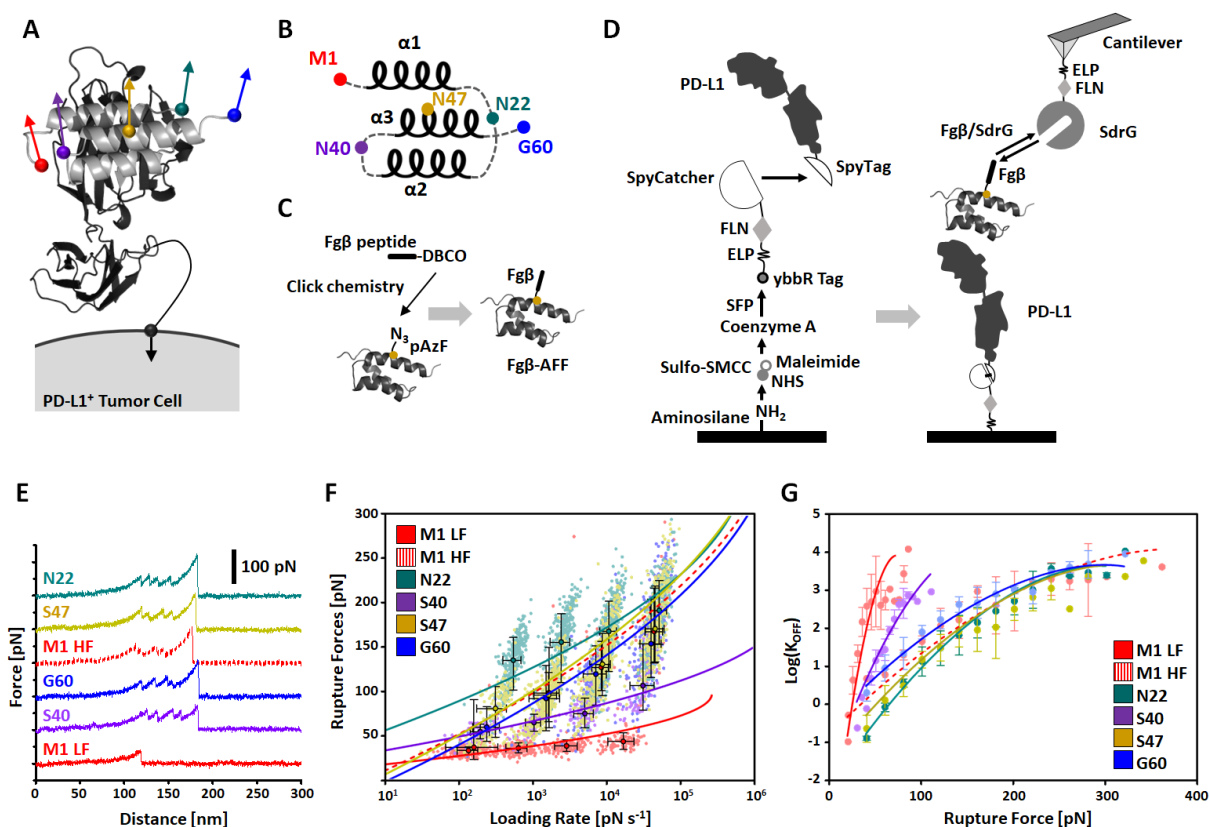 A
PD-L1⁺ Tumor Cell
B
α1
M1
N47
N22
α3
N40
G60
α2
C
Fgβ peptide
-DBCO
Click chemistry
N₃
pAzF
Fgβ
Fgβ-AFF
D
PD-L1
SpyCatcher
SpyTag
FLN
ELP
ybbR Tag
SFP
Coenzyme A
Sulfo-SMCC
Maleimide
NHS
Aminosilane
NH₂
Cantilever
ELP
FLN
Fgβ/SdrG
SdrG
Fgβ
PD-L1
E
100 pN
N22
S47
M1 HF
G60
S40
M1 LF
Force [pN]
0 50 100 150 200 250 300
Distance [nm]
F
M1 LF
M1 HF
N22
S40
S47
G60
300
250
200
150
100
50
Rupture Forces [pN]
10¹ 10² 10³ 10⁴ 10⁵ 10⁶
Loading Rate [pN s⁻¹]
G
5
4
3
2
1
0
-1
-2
Log(K_OFF)
M1 LF
M1 HF
N22
S40
S47
G60
0 100 200 300 400
Rupture Force [pN]